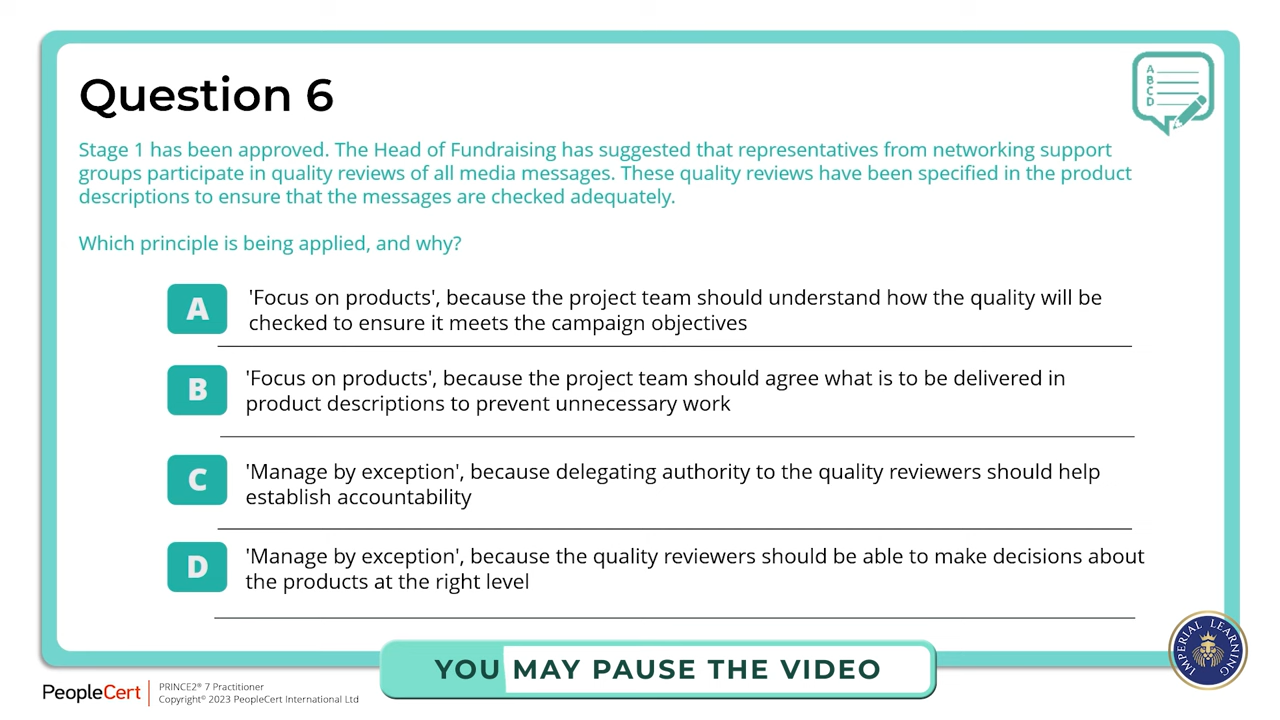 Question 6
A
B
C
D
Stage 1 has been approved. The Head of Fundraising has suggested that representatives from networking support
groups participate in quality reviews of all media messages. These quality reviews have been specified in the product
descriptions to ensure that the messages are checked adequately.
Which principle is being applied, and why?
A
'Focus on products', because the project team should understand how the quality will be
checked to ensure it meets the campaign objectives
B
'Focus on products', because the project team should agree what is to be delivered in
product descriptions to prevent unnecessary work
C
'Manage by exception', because delegating authority to the quality reviewers should help
establish accountability
D
'Manage by exception', because the quality reviewers should be able to make decisions about
the products at the right level
IMPERIAL LEARNING
YOU MAY PAUSE THE VIDEO
PeopleCert
PRINCE2® 7 Practitioner
Copyright© 2023 PeopleCert International Ltd